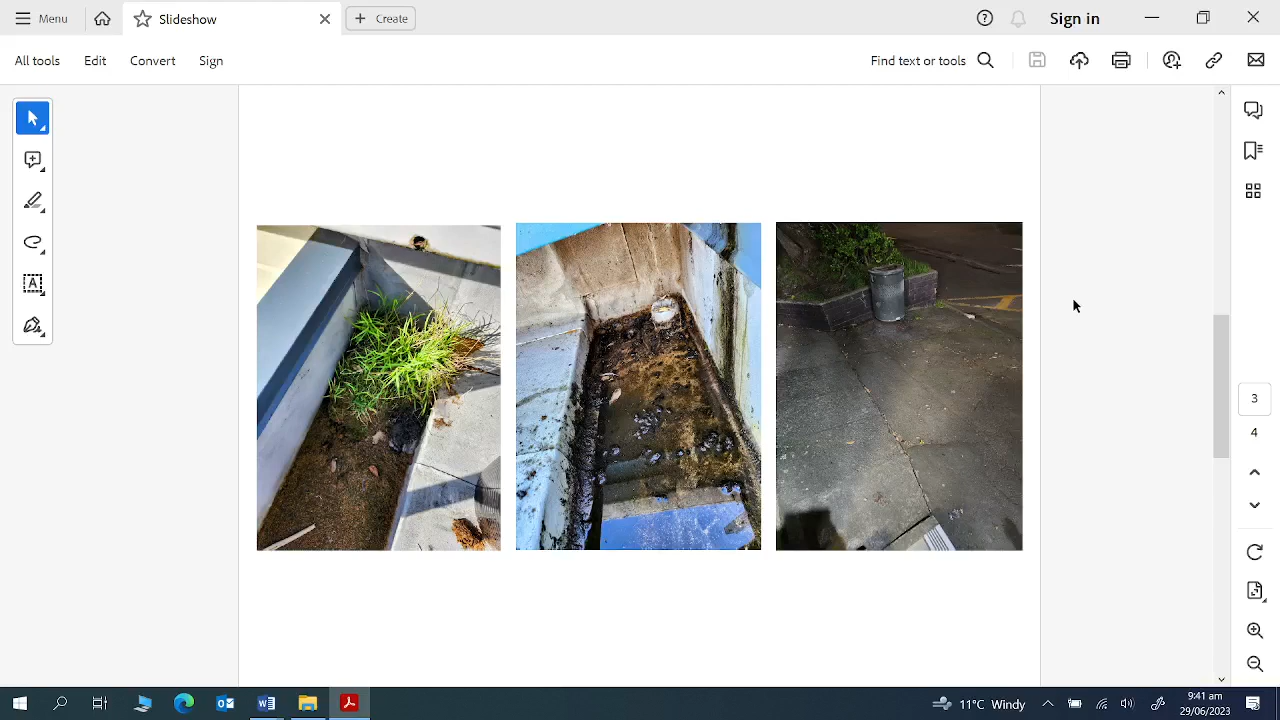 Menu
Slideshow
Create
Sign in
All tools
Edit
Convert
Sign
Find text or tools
3
4
11°C Windy
9:41 am
29/06/2023